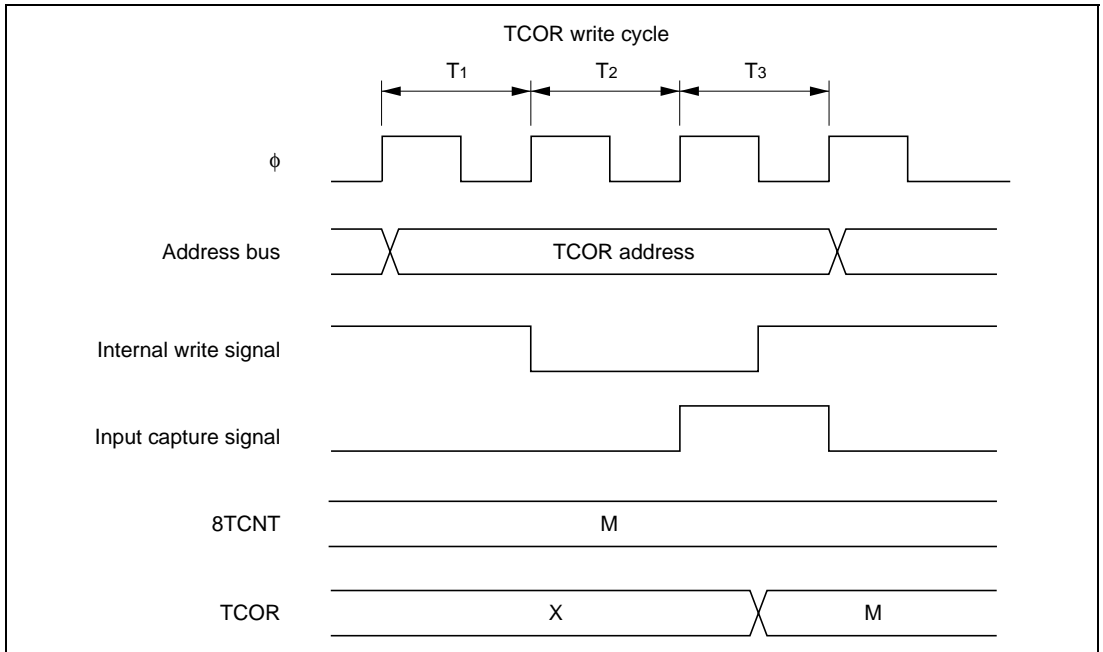 TCOR write cycle
T1 T2 T3
ϕ
Address bus TCOR address
Internal write signal
Input capture signal
8TCNT M
TCOR X M